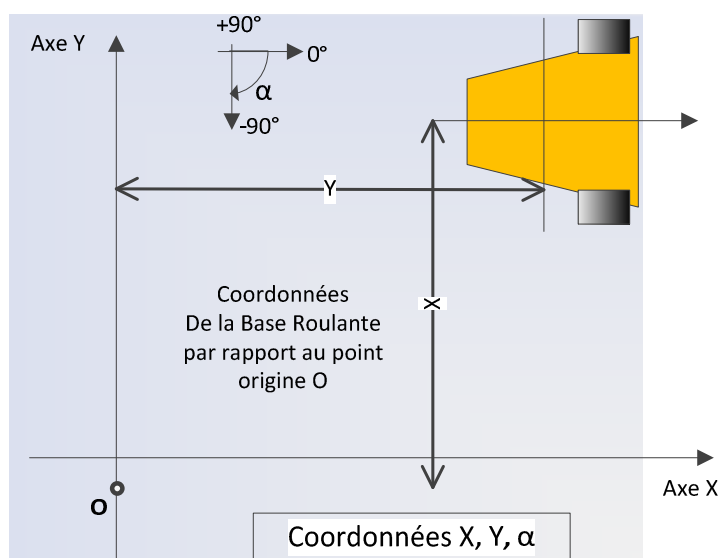 +90°
Axe Y
0°
α
-90°
Y
X
Coordonnées
De la Base Roulante
par rapport au point
origine O
Axe X
O
Coordonnées X, Y, α